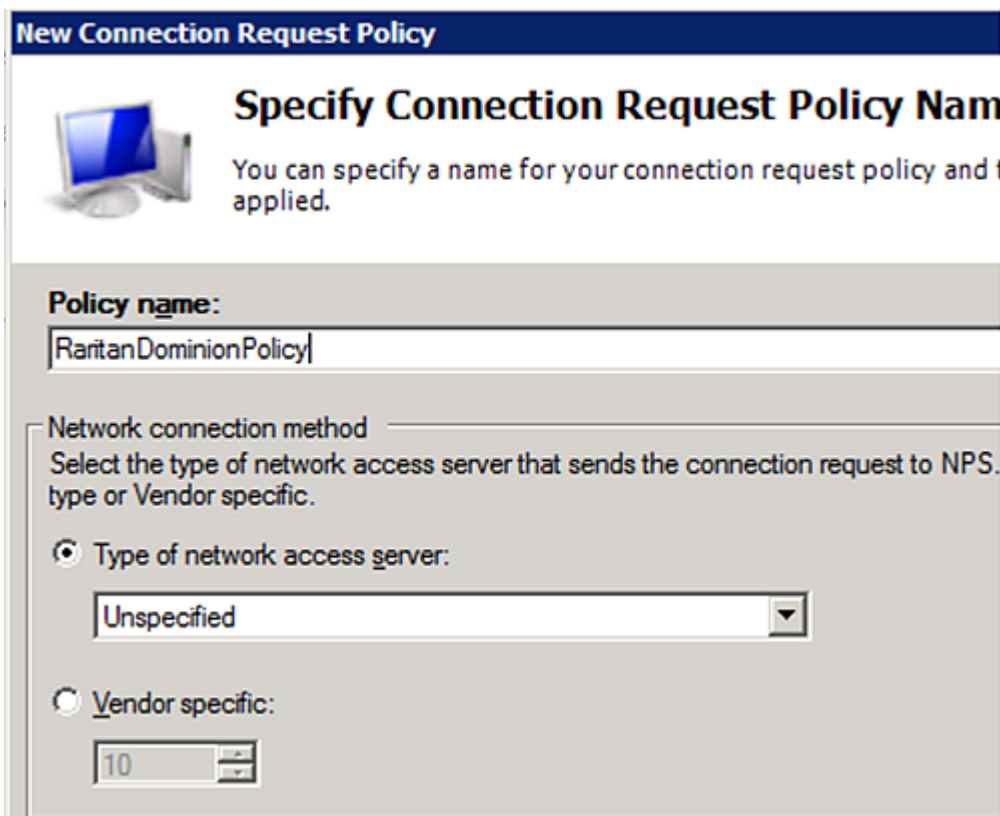 New Connection Request Policy
Specify Connection Request Policy Nam
You can specify a name for your connection request policy and
applied.
Policy name:
RaritanDominionPolicy
Network connection method
Select the type of network access server that sends the connection request to NPS.
type or Vendor specific.
Type of network access server:
Unspecified
Vendor specific:
10